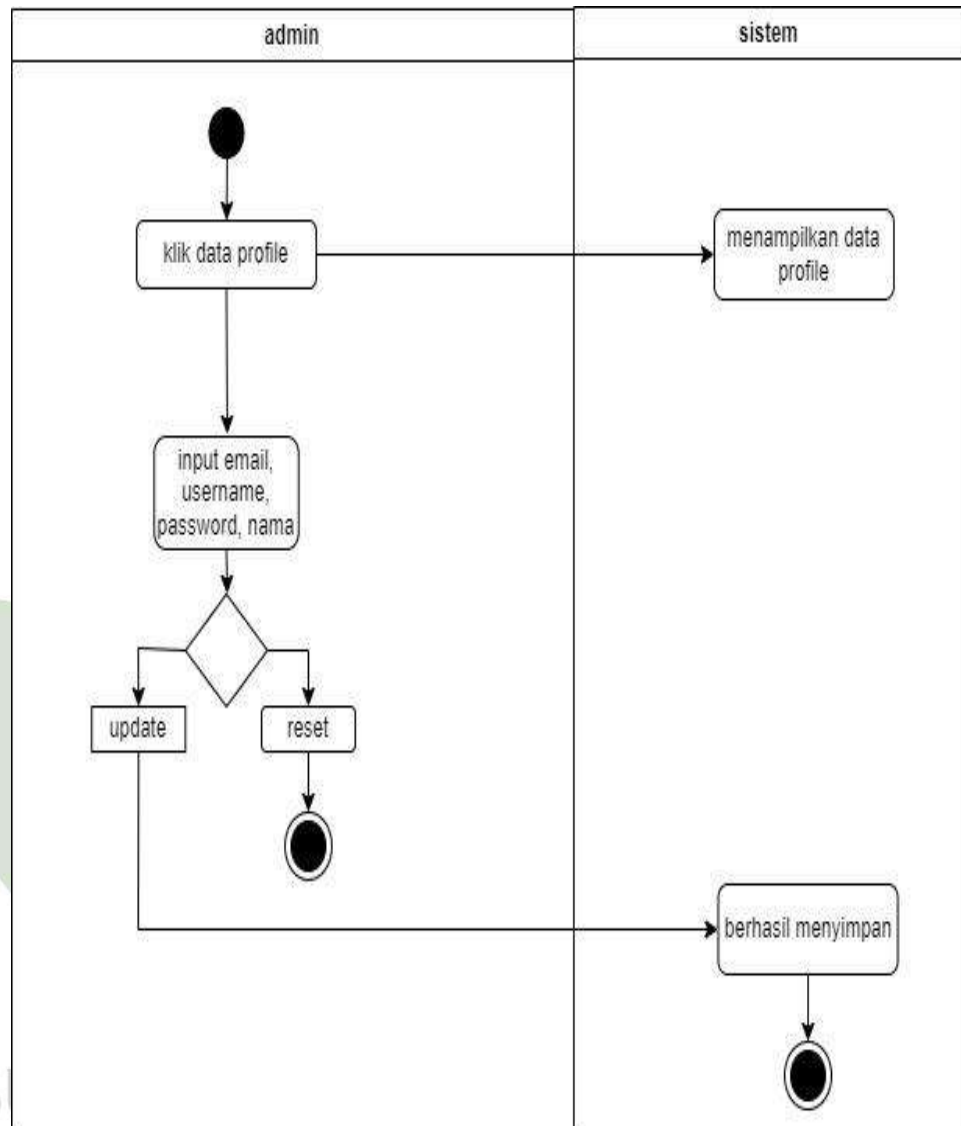 admin
sistem
klik data profile
menampilkan data
profile
input email,
username,
password, nama
update
reset
berhasil menyimpan